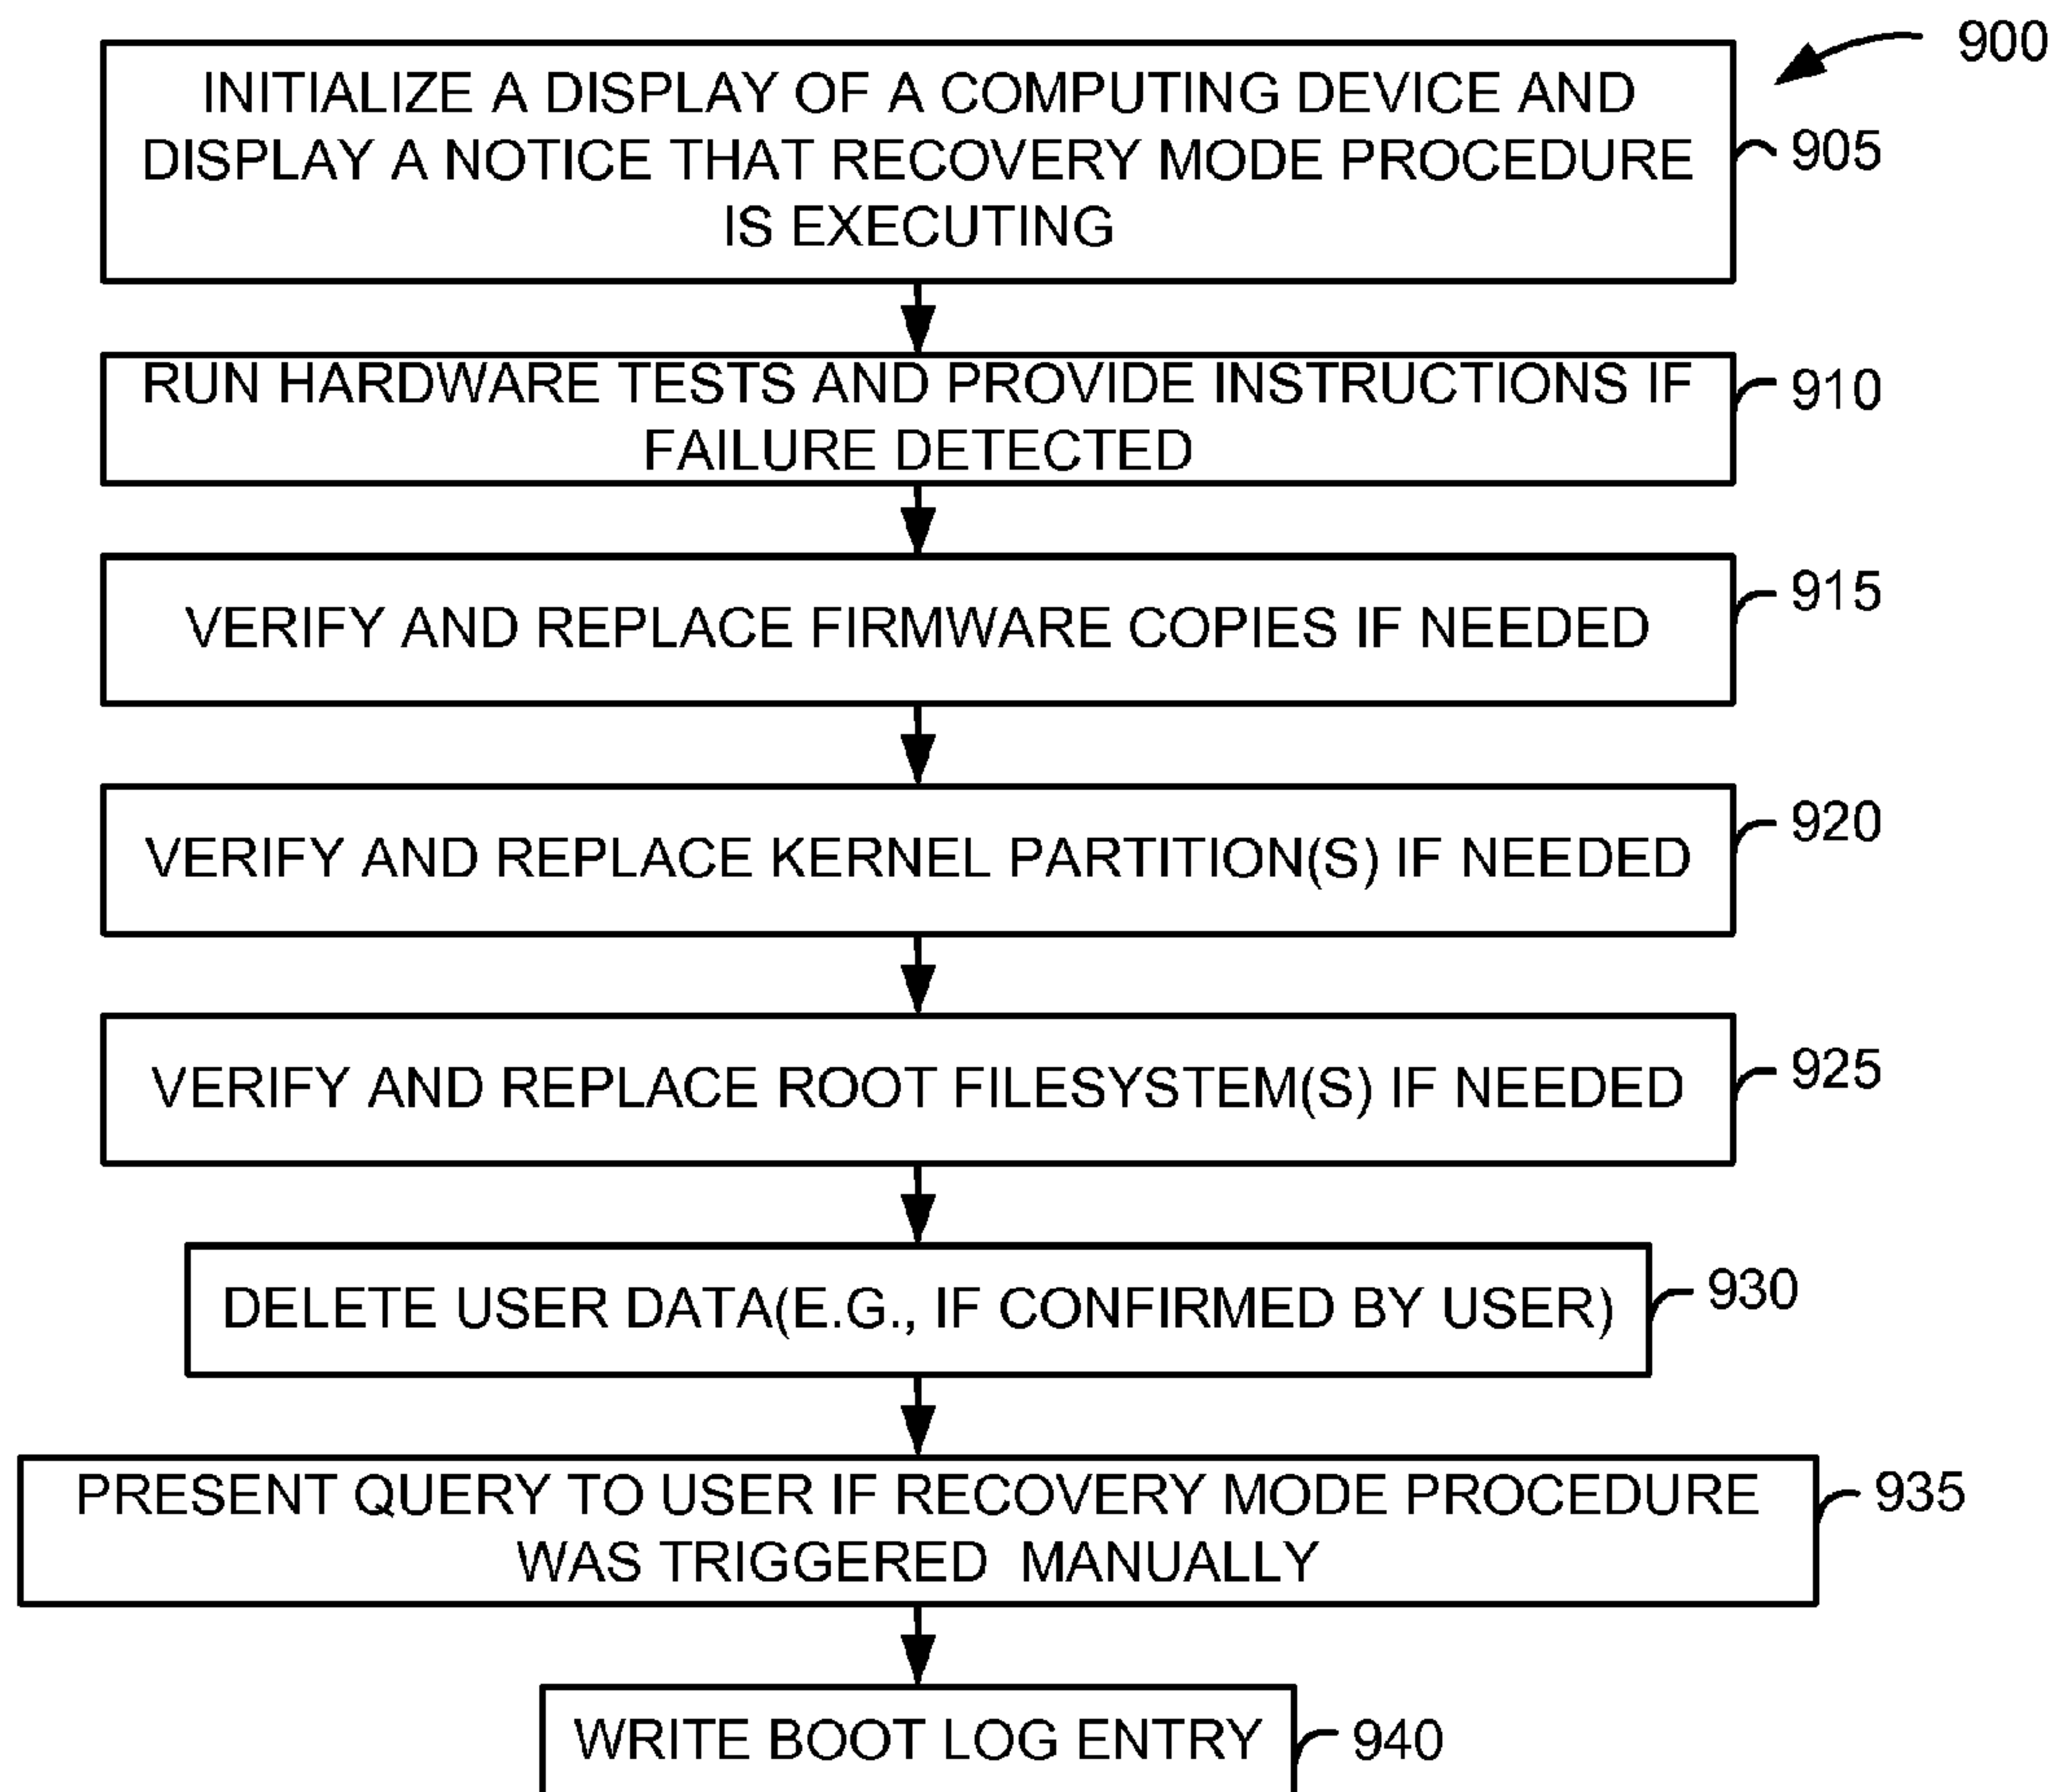 900
INITIALIZE A DISPLAY OF A COMPUTING DEVICE AND
DISPLAY A NOTICE THAT RECOVERY MODE PROCEDURE
IS EXECUTING
905
RUN HARDWARE TESTS AND PROVIDE INSTRUCTIONS IF
FAILURE DETECTED
910
VERIFY AND REPLACE FIRMWARE COPIES IF NEEDED
915
VERIFY AND REPLACE KERNEL PARTITION(S) IF NEEDED
920
VERIFY AND REPLACE ROOT FILESYSTEM(S) IF NEEDED
925
DELETE USER DATA(E.G., IF CONFIRMED BY USER)
930
PRESENT QUERY TO USER IF RECOVERY MODE PROCEDURE
WAS TRIGGERED  MANUALLY
935
WRITE BOOT LOG ENTRY
940